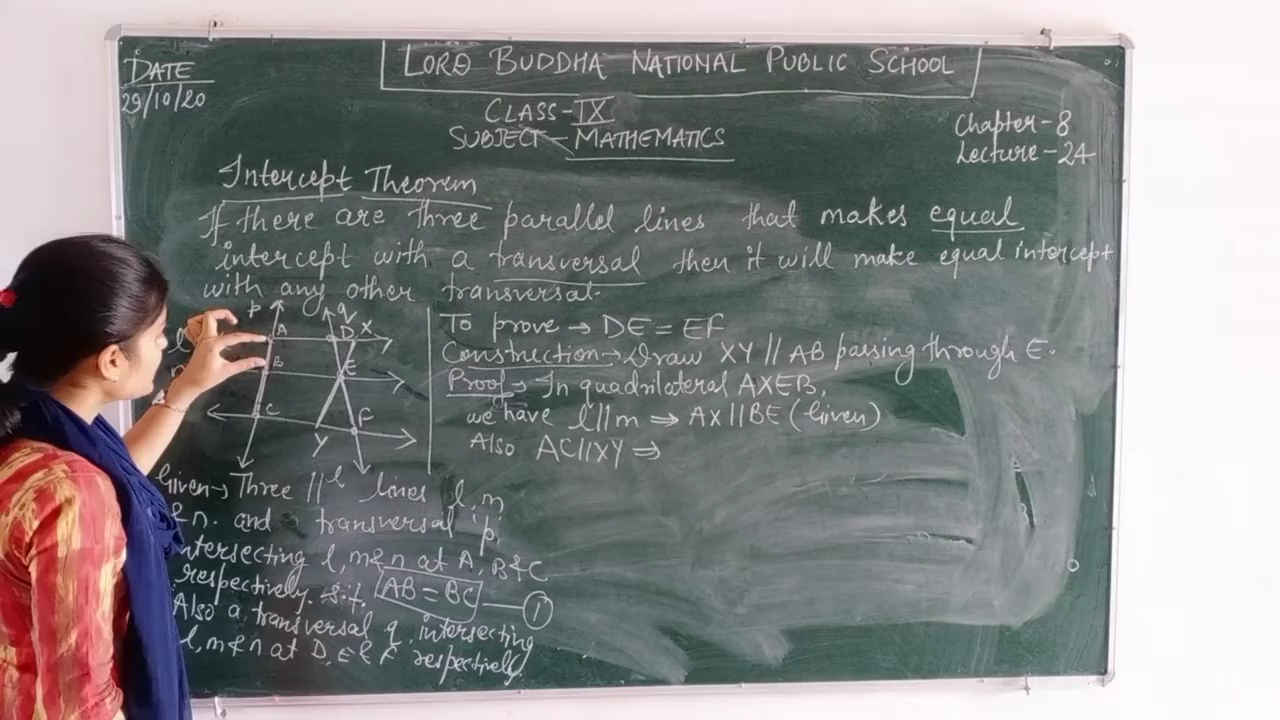 DATE
29/10/20
LORD BUDDHA NATIONAL PUBLIC SCHOOL
CLASS-IX
SUBJECT - MATHEMATICS
Chapter-8
Lecture-24
Intercept Theorem
If there are three parallel lines that makes equal
intercept with a transversal then it will make equal intercept
with any other transversal.
p q
l A D X
B E
C F
Y
Given → Three ||el lines l, m
& n. and a transversal 'p'
intersecting l, m & n at A, B & C
respectively. s.t. AB = BC — 1
Also a transversal q intersecting
l, m & n at D, E & F respectively.
To prove → DE = EF
Construction → Draw XY // AB passing through E.
Proof → In quadrilateral AXEB,
we have l || m ⇒ AX || BE (Given)
Also AC || XY ⇒